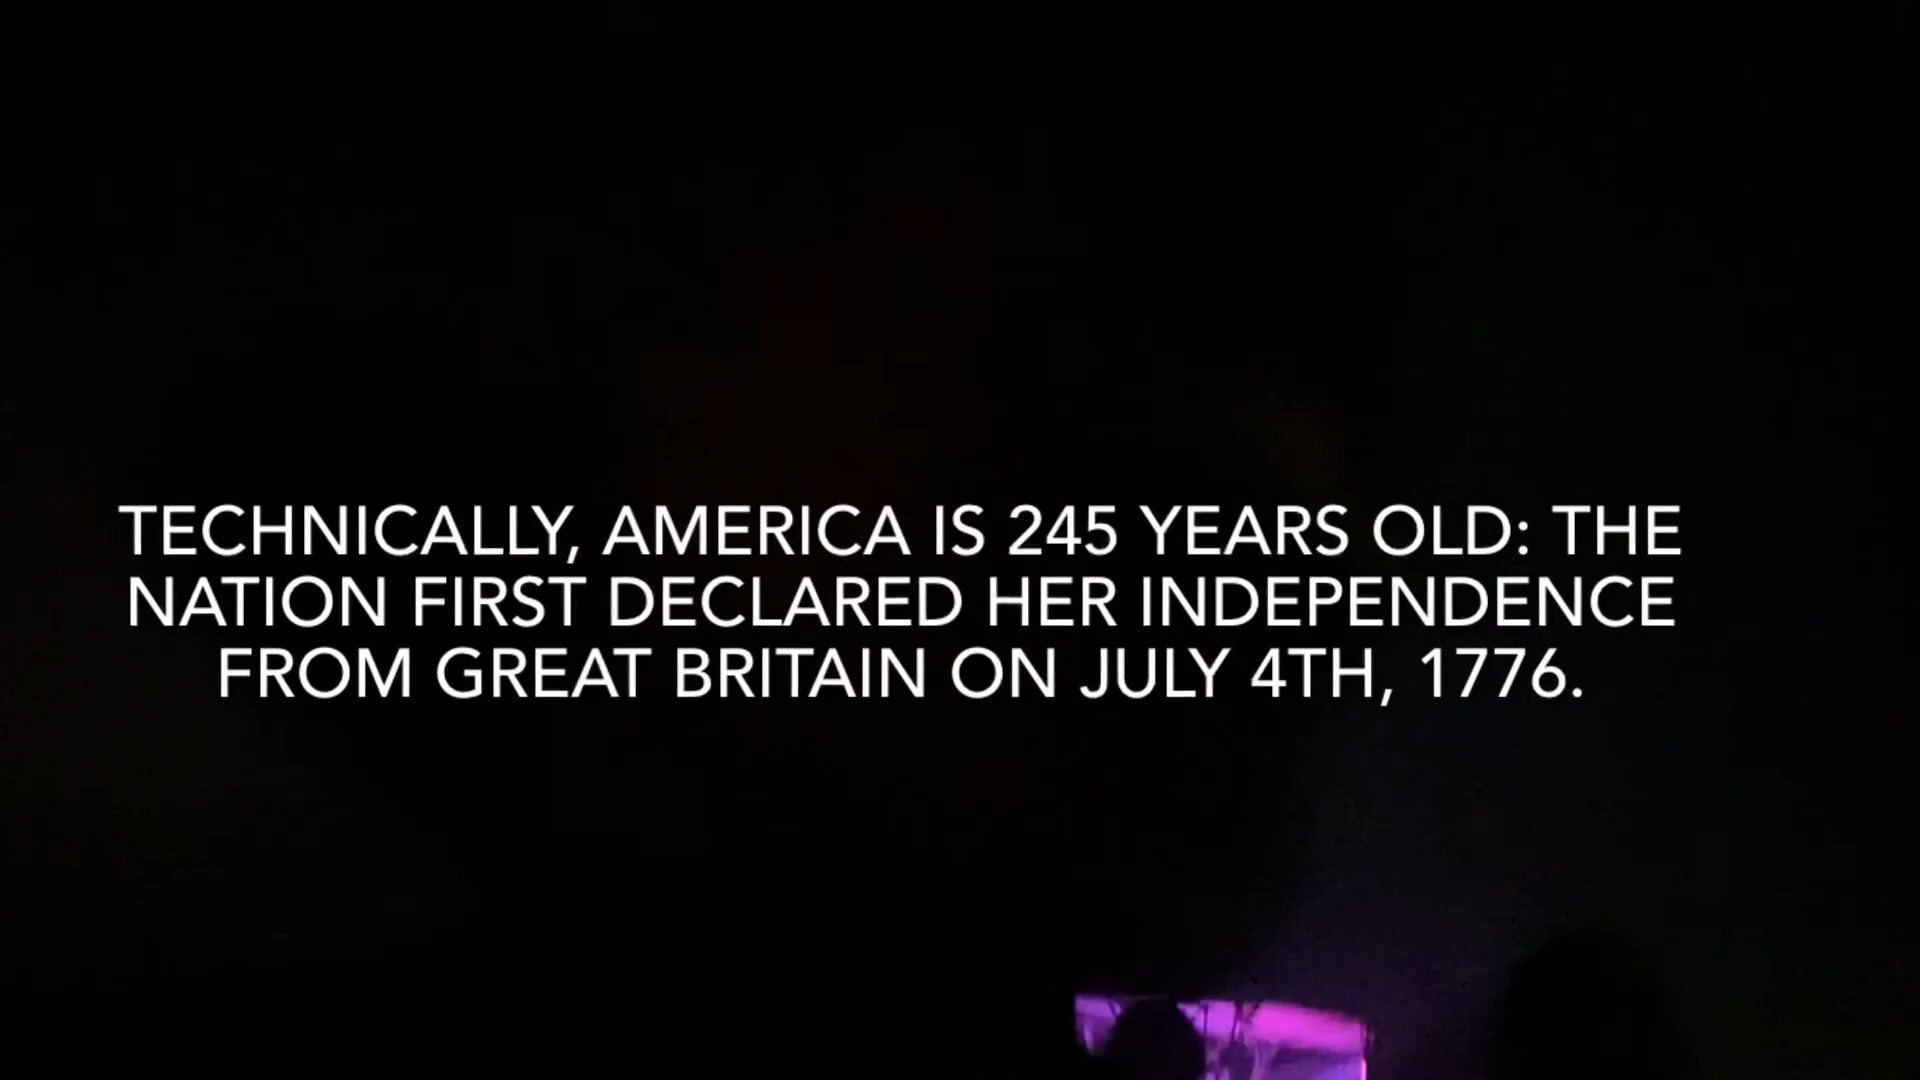 TECHNICALLY, AMERICA IS 245 YEARS OLD: THE
NATION FIRST DECLARED HER INDEPENDENCE
FROM GREAT BRITAIN ON JULY 4TH, 1776.